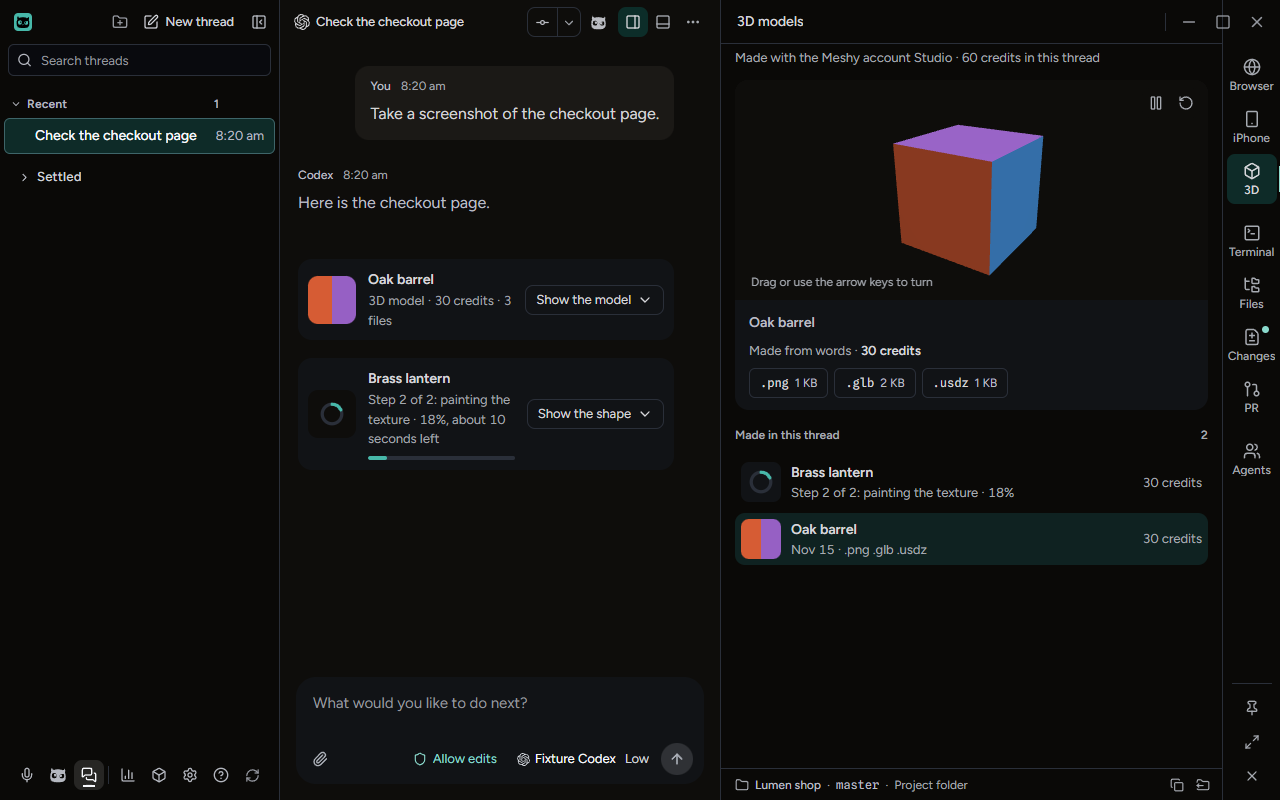 New thread
Search threads
Recent 1
Check the checkout page 8:20 am
Settled
Check the checkout page
You 8:20 am
Take a screenshot of the checkout page.
Codex 8:20 am
Here is the checkout page.
Oak barrel
3D model · 30 credits · 3
files
Show the model
Brass lantern
Step 2 of 2: painting the
texture · 18%, about 10
seconds left
Show the shape
What would you like to do next?
Allow edits Fixture Codex Low
3D models
Made with the Meshy account Studio · 60 credits in this thread
Drag or use the arrow keys to turn
Oak barrel
Made from words · 30 credits
.png 1 KB .glb 2 KB .usdz 1 KB
Made in this thread 2
Brass lantern
Step 2 of 2: painting the texture · 18%
30 credits
Oak barrel
Nov 15 · .png .glb .usdz
30 credits
Lumen shop · master · Project folder
Browser
iPhone
3D
Terminal
Files
Changes
PR
Agents